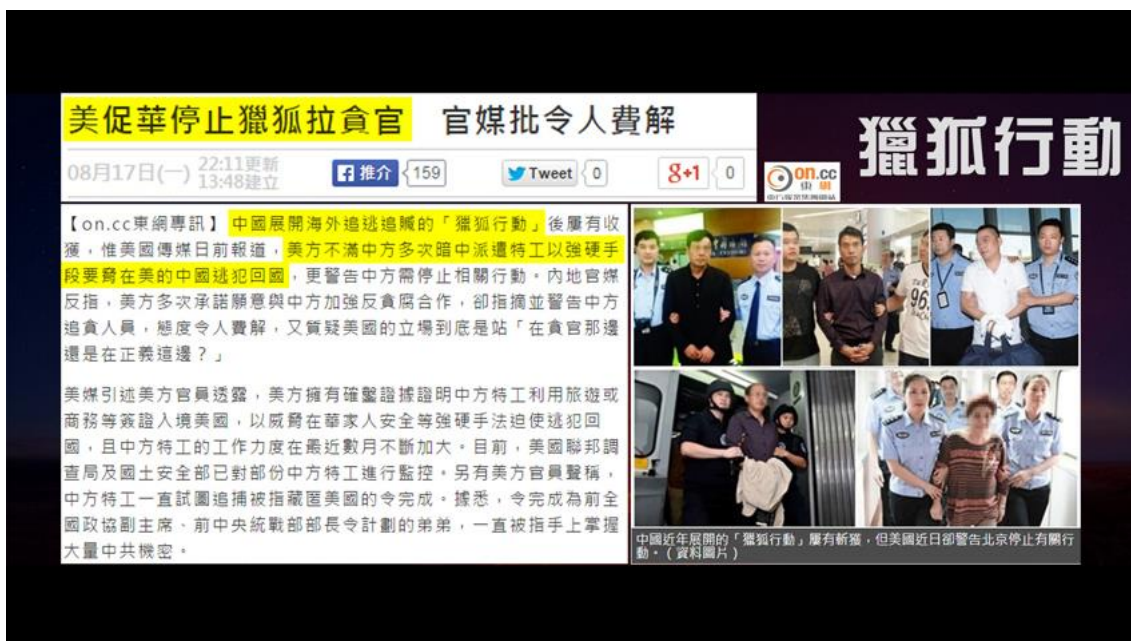 美促華停止獵狐拉貪官 官媒批令人費解
獵狐行動
08月17日(一) 22:11更新
13:48建立
推介 159
Tweet 0
g+1 0
on.cc
東網
【on.cc東網專訊】中國展開海外追逃追贓的「獵狐行動」後屢有收
獲，惟美國傳媒日前報道，美方不滿中方多次暗中派遣特工以強硬手
段要脅在美的中國逃犯回國，更警告中方需停止相關行動。內地官媒
反指，美方多次承諾願意與中方加強反貪腐合作，卻指摘並警告中方
追貪人員，態度令人費解，又質疑美國的立場到底是站「在貪官那邊
還是在正義這邊？」
美媒引述美方官員透露，美方擁有確鑿證據證明中方特工利用旅遊或
商務等簽證入境美國，以威脅在華家人安全等強硬手法迫使逃犯回
國，且中方特工的工作力度在最近數月不斷加大。目前，美國聯邦調
查局及國土安全部已對部份中方特工進行監控。另有美方官員聲稱，
中方特工一直試圖追捕被指藏匿美國的令完成。據悉，令完成為前全
國政協副主席、前中央統戰部部長令計劃的弟弟，一直被指手上掌握
大量中共機密。
96
中國近年展開的「獵狐行動」屢有斬獲，但美國近日卻警告北京停止有關行
動。（資料圖片）